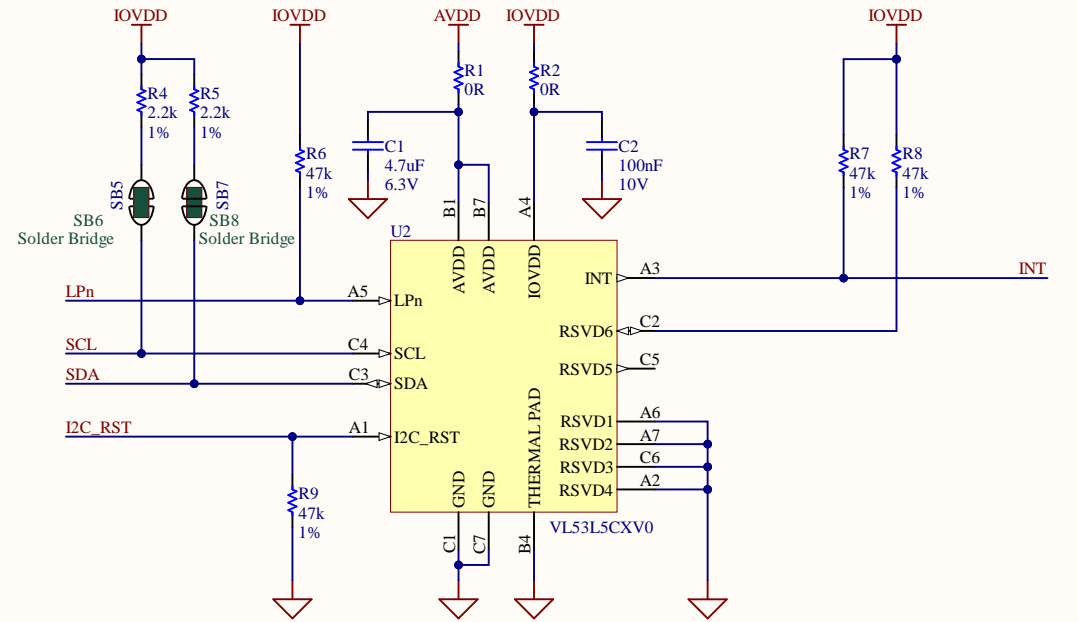 IOVDD
IOVDD
AVDD
IOVDD
IOVDD
R4
2.2k
1%
R5
2.2k
1%
R1
0R
R2
0R
R6
47k
1%
C1
4.7uF
6.3V
C2
100nF
10V
R7
47k
1%
R8
47k
1%
SB5
SB7
SB6
Solder Bridge
SB8
Solder Bridge
B1
B7
A4
U2
AVDD
AVDD
IOVDD
LPn
A5
LPn
SCL
C4
SCL
SDA
C3
SDA
I2C_RST
A1
I2C_RST
INT
A3
INT
RSVD6
C2
RSVD5
C5
RSVD1
A6
RSVD2
A7
RSVD3
C6
RSVD4
A2
GND
GND
THERMAL PAD
VL53L5CXV0
C1
C7
B4
R9
47k
1%